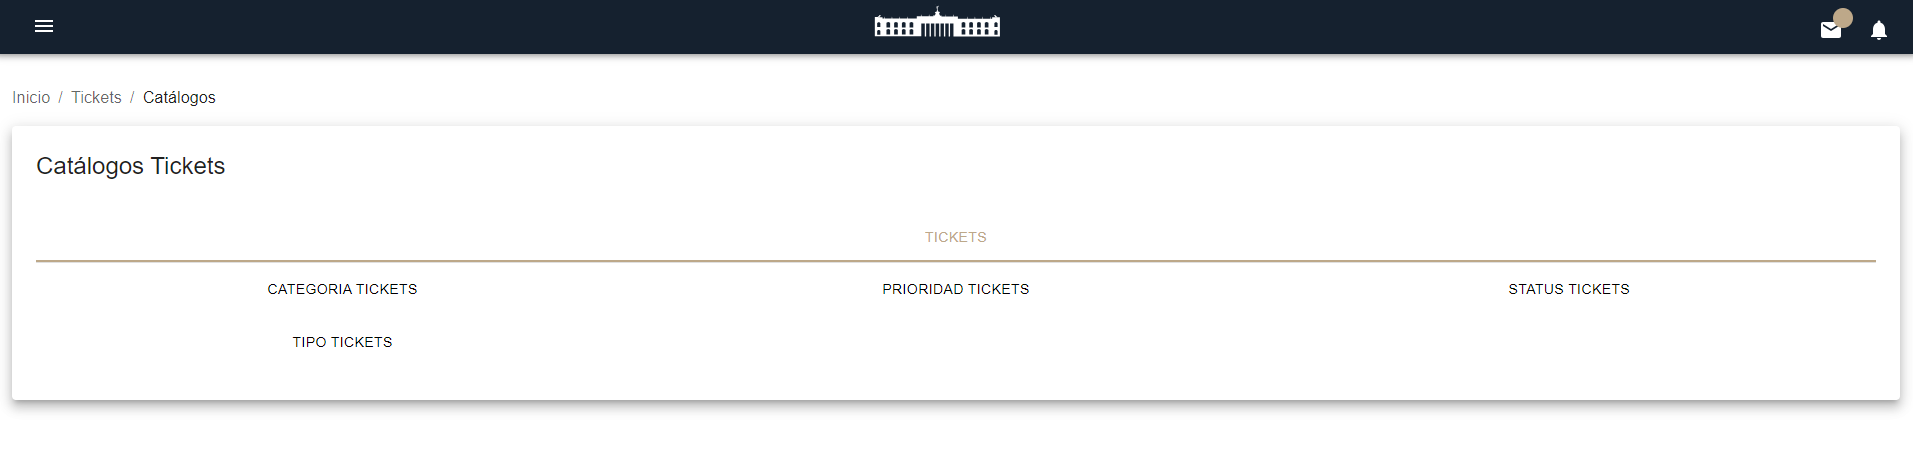 Inicio / Tickets / Catálogos
Catálogos Tickets
TICKETS
CATEGORIA TICKETS PRIORIDAD TICKETS STATUS TICKETS
TIPO TICKETS